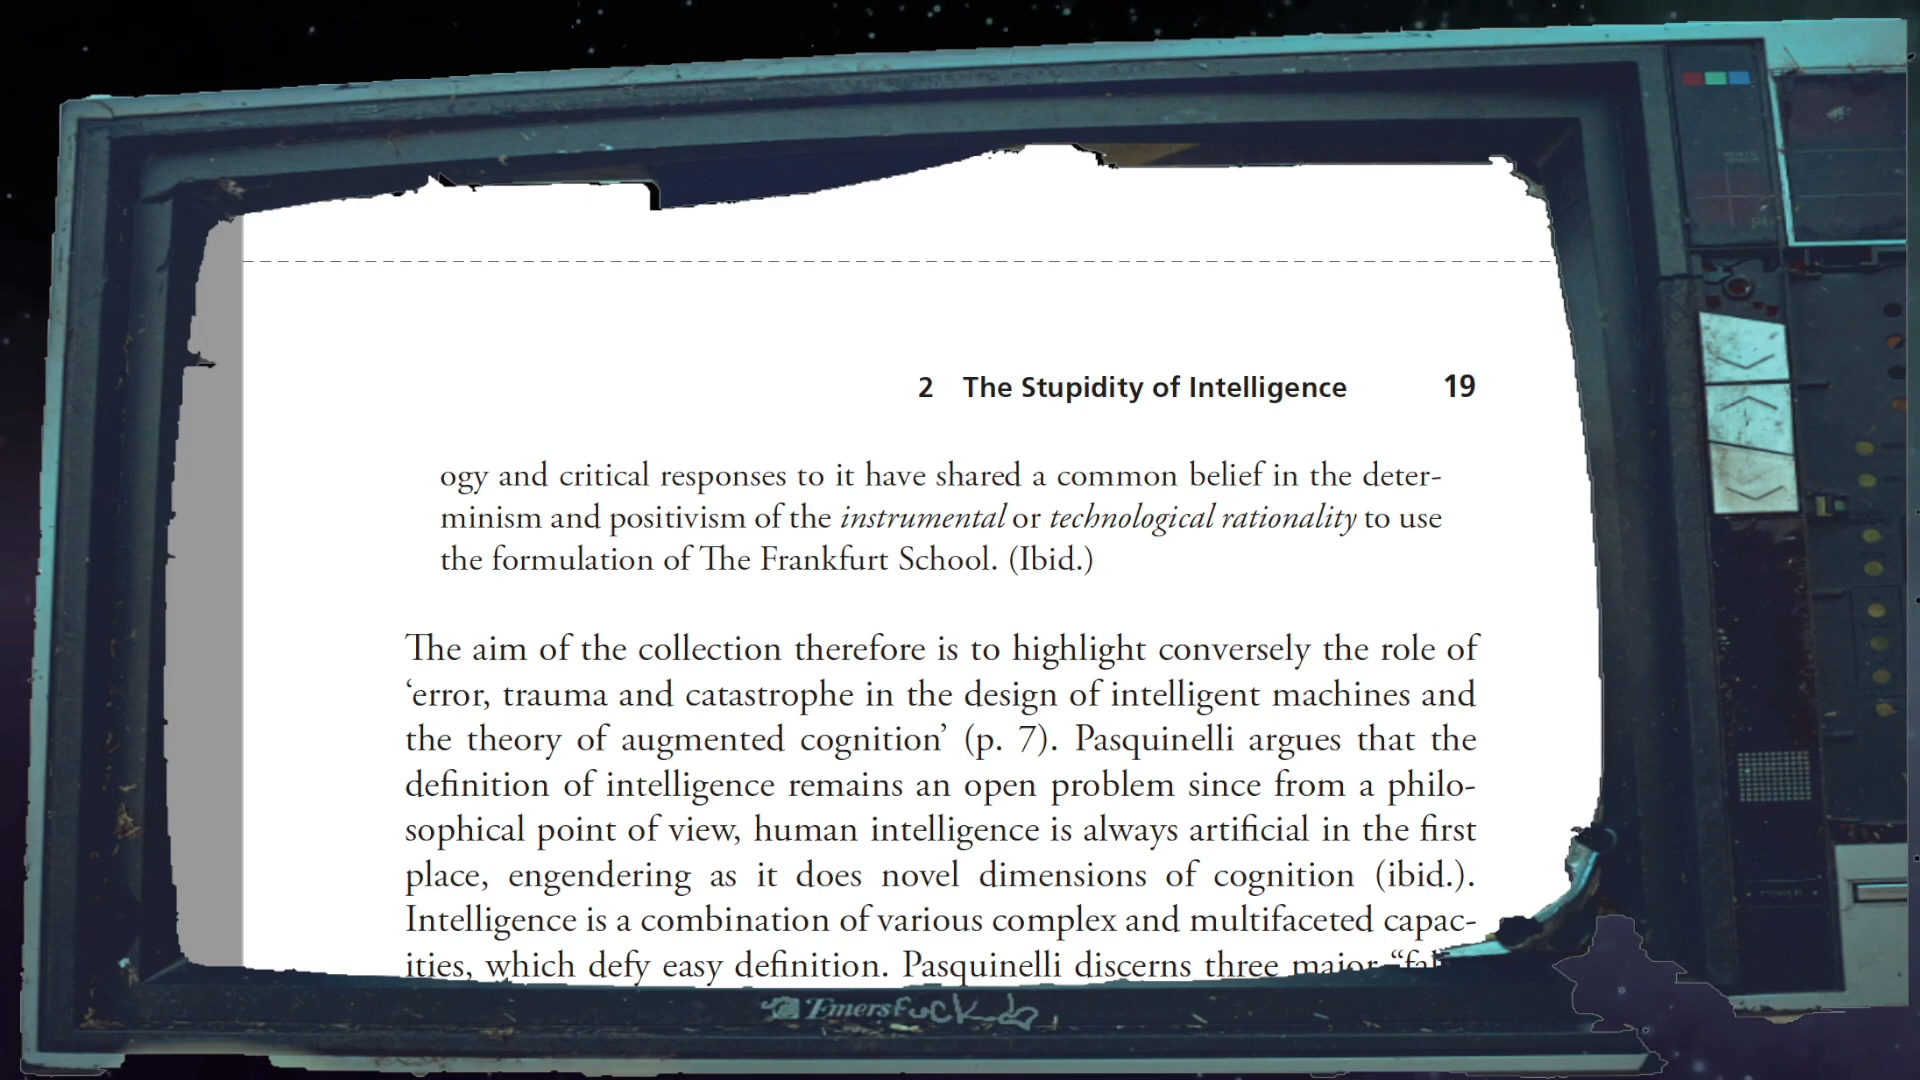 2 The Stupidity of Intelligence 19
ogy and critical responses to it have shared a common belief in the deter-
minism and positivism of the instrumental or technological rationality to use
the formulation of The Frankfurt School. (Ibid.)
The aim of the collection therefore is to highlight conversely the role of
‘error, trauma and catastrophe in the design of intelligent machines and
the theory of augmented cognition’ (p. 7). Pasquinelli argues that the
definition of intelligence remains an open problem since from a philo-
sophical point of view, human intelligence is always artificial in the first
place, engendering as it does novel dimensions of cognition (ibid.).
Intelligence is a combination of various complex and multifaceted capac-
ities, which defy easy definition. Pasquinelli discerns three major
POWER